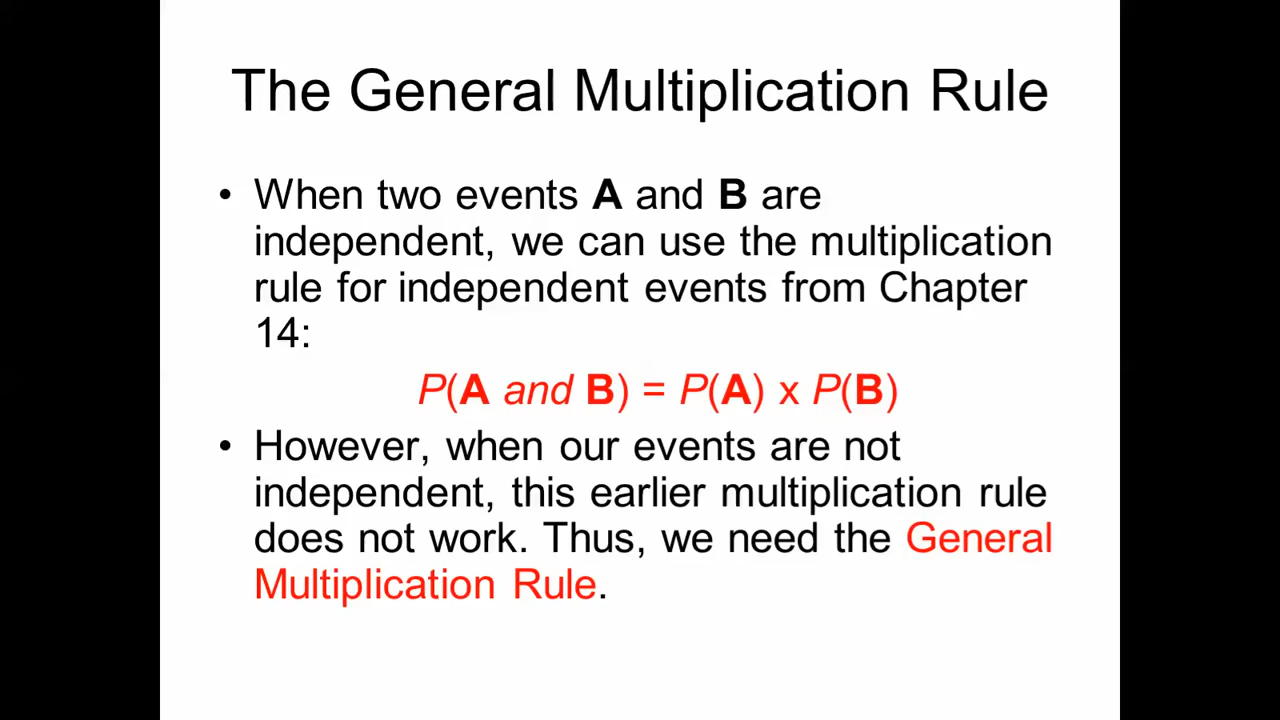 The General Multiplication Rule
• When two events A and B are
independent, we can use the multiplication
rule for independent events from Chapter
14:
P(A and B) = P(A) x P(B)
• However, when our events are not
independent, this earlier multiplication rule
does not work. Thus, we need the General
Multiplication Rule.